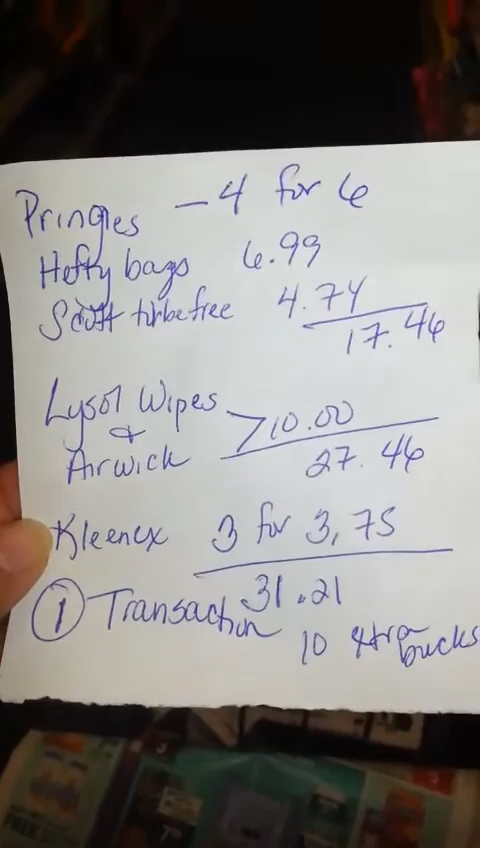 Pringles - 4 for 6
Hefty bags 6.99
Scott tubefree 4.74
17.46
Lysol Wipes
&
Airwick
>10.00
27.46
Kleenex 3 for 3,75
31.21
① Transaction
10 xtra bucks